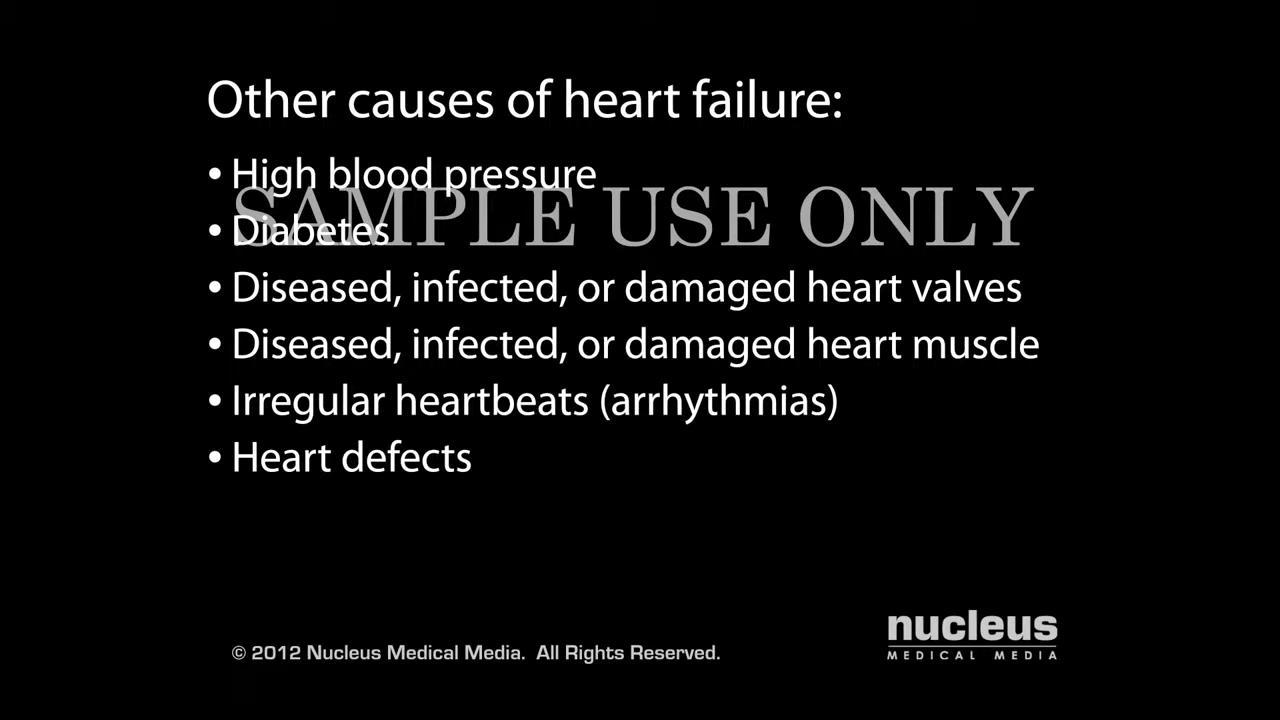 Other causes of heart failure:
• High blood pressure
SAMPLE USE ONLY
• Diabetes
• Diseased, infected, or damaged heart valves
• Diseased, infected, or damaged heart muscle
• Irregular heartbeats (arrhythmias)
• Heart defects
nucleus
MEDICAL MEDIA
© 2012 Nucleus Medical Media. All Rights Reserved.